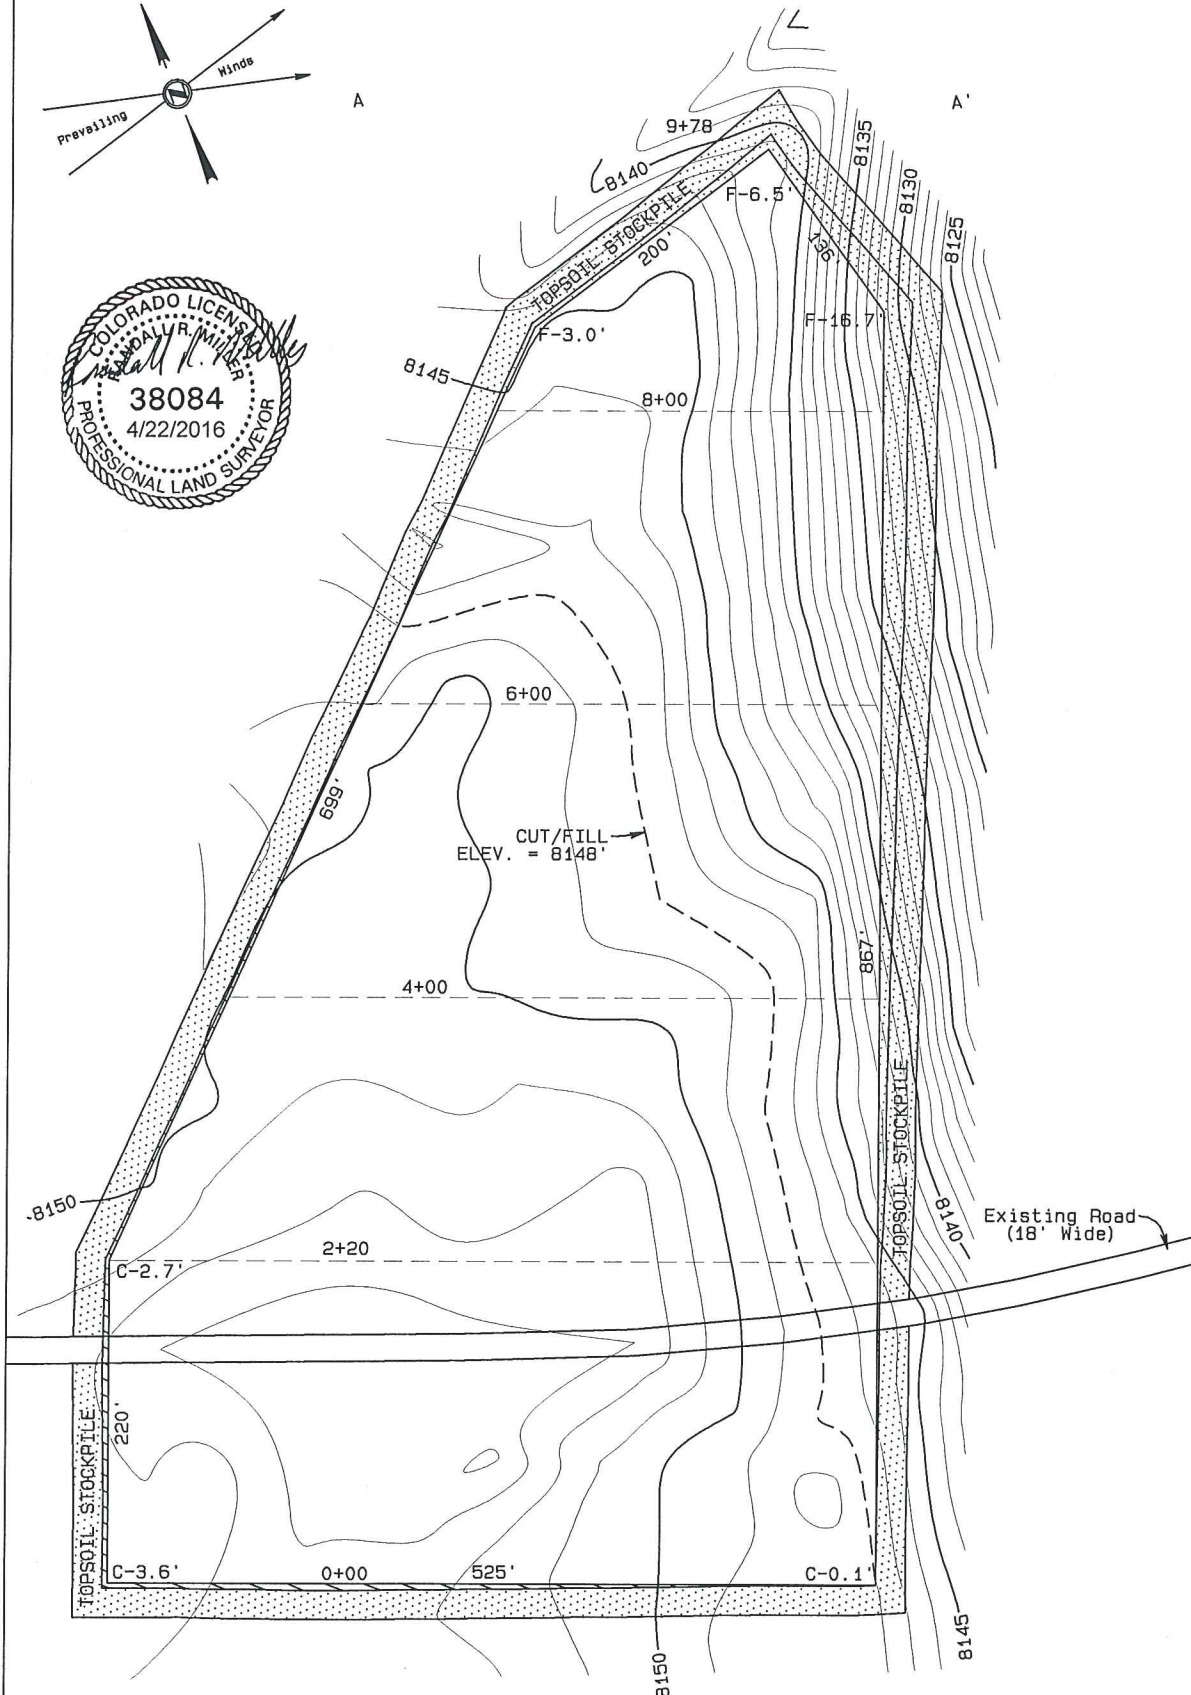 Prevailing
Winds
A
A'
9+78
8140
8135
8130
8125
F-6.5'
TOPSOIL STOCKPILE
200'
136
F-3.0'
F-16.7'
8145
8+00
COLORADO LICENSED
RANDALL R. MILLER
38084
4/22/2016
PROFESSIONAL LAND SURVEYOR
6+00
699'
CUT/FILL
ELEV. = 8148'
867'
4+00
TOPSOIL STOCKPILE
8150
8140
Existing Road
(18' Wide)
2+20
C-2.7'
TOPSOIL STOCKPILE
220'
C-3.6'
0+00
525'
C-0.1'
8150
8145